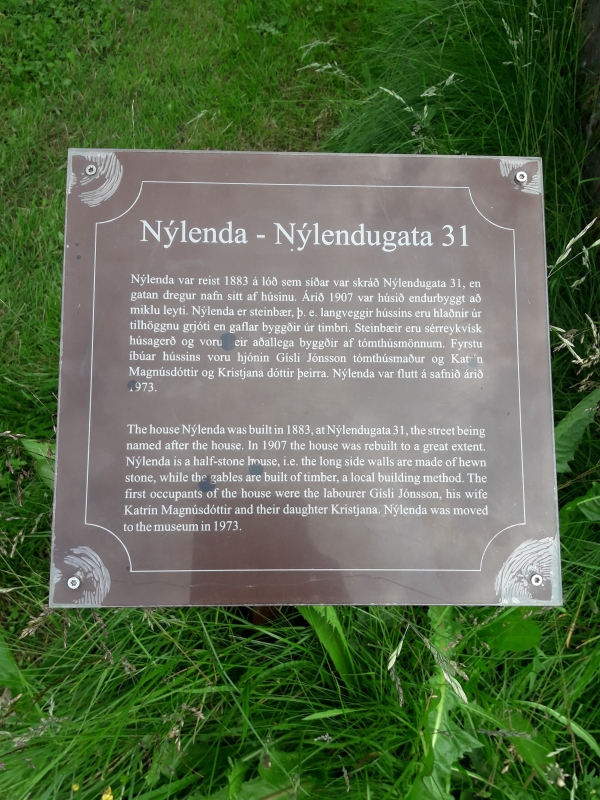 Nýlenda - Nýlendugata 31
Nýlenda var reist 1883 á lóð sem síðar var skráð Nýlendugata 31, en
gatan dregur nafn sitt af húsinu. Árið 1907 var húsið endurbyggt að
miklu leyti. Nýlenda er steinbær, þ. e. langveggir hússins eru hlaðnir úr
tilhöggnu grjóti en gaflar byggðir úr timbri. Steinbæir eru sérreykvísk
húsagerð og voru þeir aðallega byggðir af tómthúsmönnum. Fyrstu
íbúar hússins voru hjónin Gísli Jónsson tómthúsmaður og Katrín
Magnúsdóttir og Kristjana dóttir þeirra. Nýlenda var flutt á safnið árið
1973.
The house Nýlenda was built in 1883, at Nýlendugata 31, the street being
named after the house. In 1907 the house was rebuilt to a great extent.
Nýlenda is a half-stone house, i.e. the long side walls are made of hewn
stone, while the gables are built of timber, a local building method. The
first occupants of the house were the labourer Gísli Jónsson, his wife
Katrín Magnúsdóttir and their daughter Kristjana. Nýlenda was moved
to the museum in 1973.